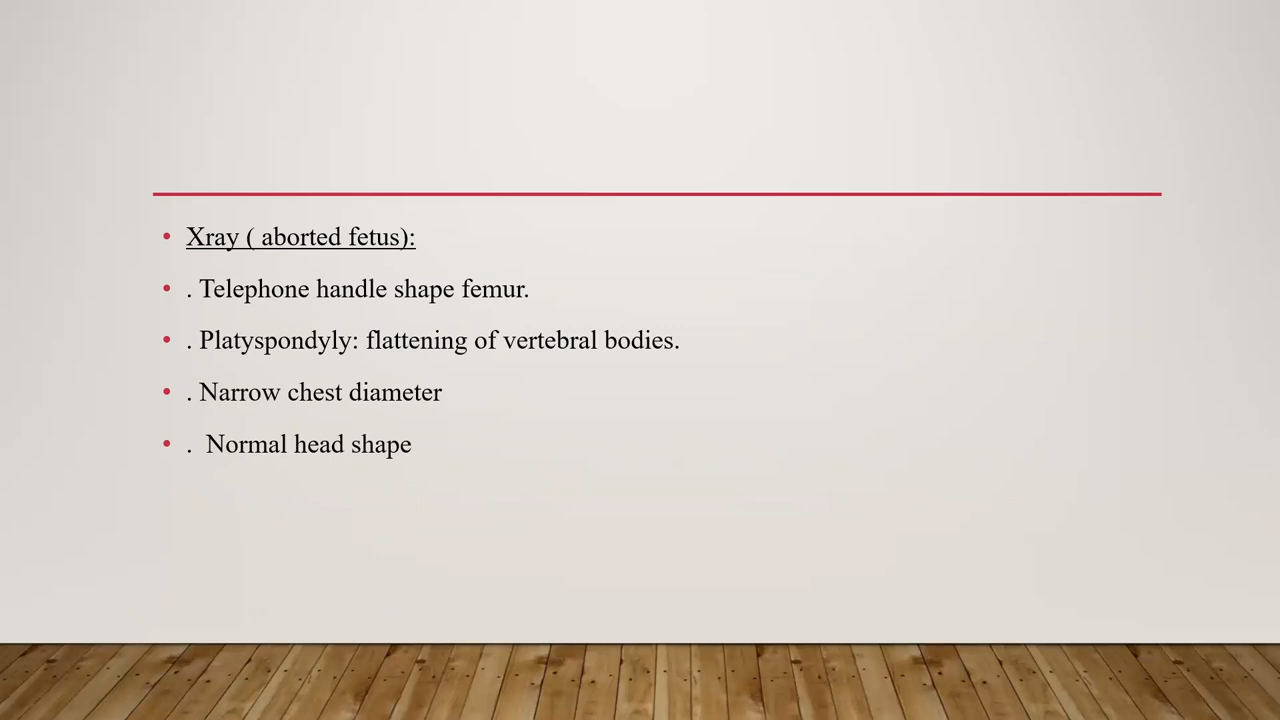 • Xray ( aborted fetus):
• . Telephone handle shape femur.
• . Platyspondyly: flattening of vertebral bodies.
• . Narrow chest diameter
• .  Normal head shape